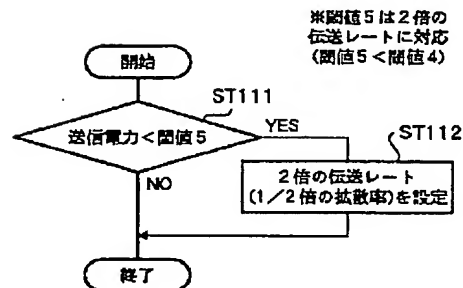 ※閾値5は2倍の
伝送レートに対応
(閾値5<閾値4)
開始
ST111
送信電力<閾値5
YES
ST112
NO
2倍の伝送レート
(1/2倍の拡散率)を設定
終了